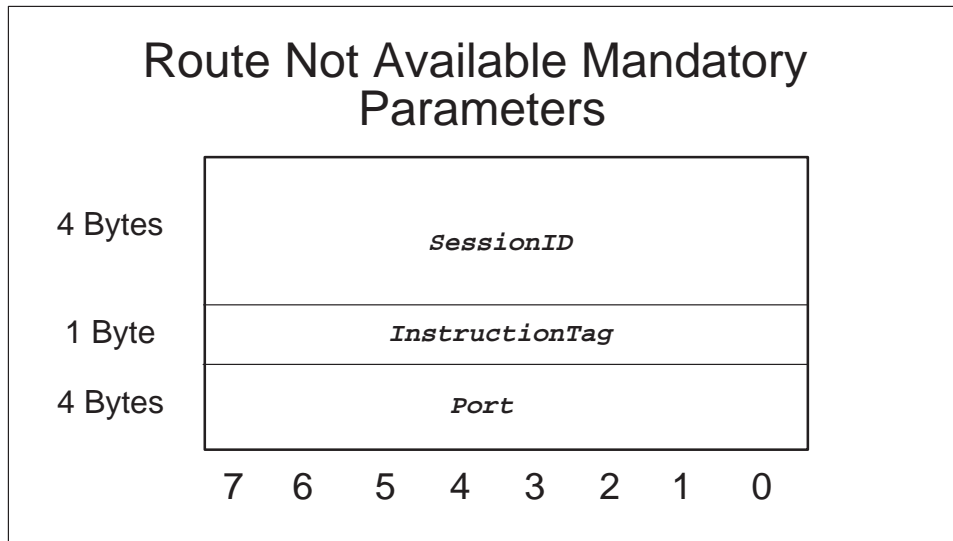 Route Not Available Mandatory
Parameters
4 Bytes
SessionID
1 Byte
InstructionTag
4 Bytes
Port
7 6 5 4 3 2 1 0